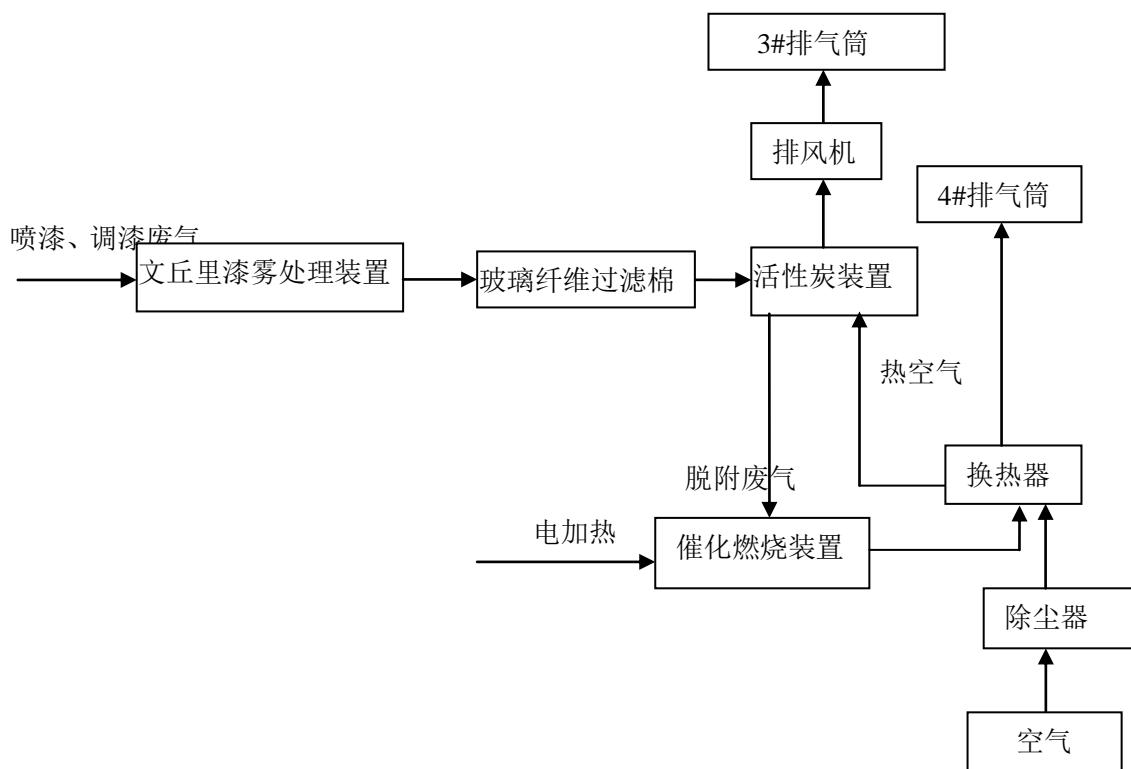 3#排气筒
排风机
4#排气筒
喷漆、调漆废气
文丘里漆雾处理装置
玻璃纤维过滤棉
活性炭装置
热空气
换热器
脱附废气
电加热
催化燃烧装置
除尘器
空气